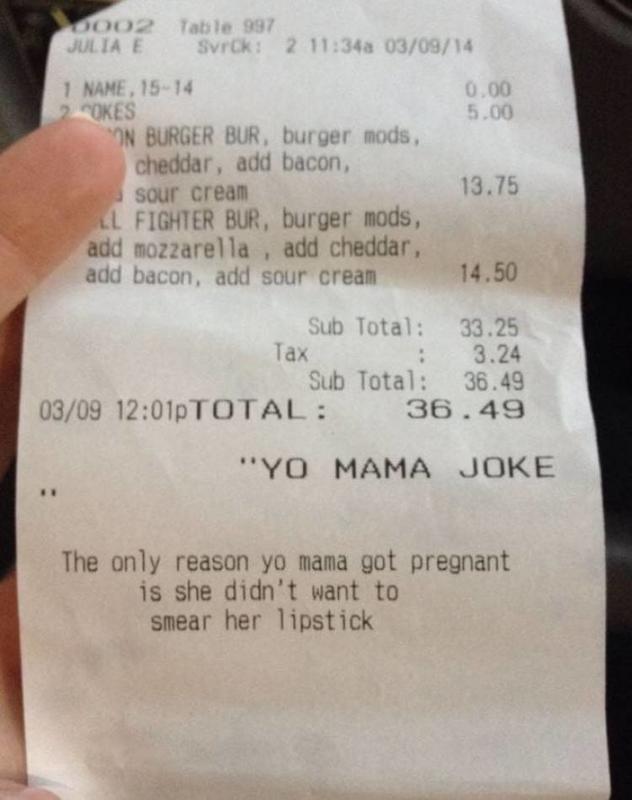 0002 Table 997
JULIA E SvrCk: 2 11:34a 03/09/14
1 NAME,15-14 0.00
2 COKES 5.00
BURGER BUR, burger mods,
cheddar, add bacon,
sour cream 13.75
FIGHTER BUR, burger mods,
add mozzarella , add cheddar,
add bacon, add sour cream 14.50
Sub Total: 33.25
Tax : 3.24
Sub Total: 36.49
03/09 12:01pTOTAL: 36.49
"YO MAMA JOKE
"
The only reason yo mama got pregnant
is she didn't want to
smear her lipstick